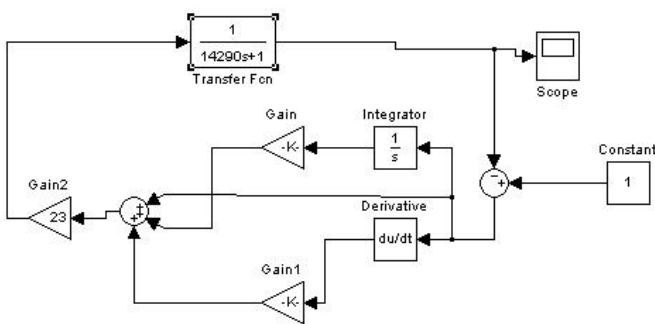 1
14290s+1
Transfer Fcn
Scope
Gain
-K-
Integrator
1
s
Constant
1
Gain2
23
Derivative
du/dt
Gain1
-K-